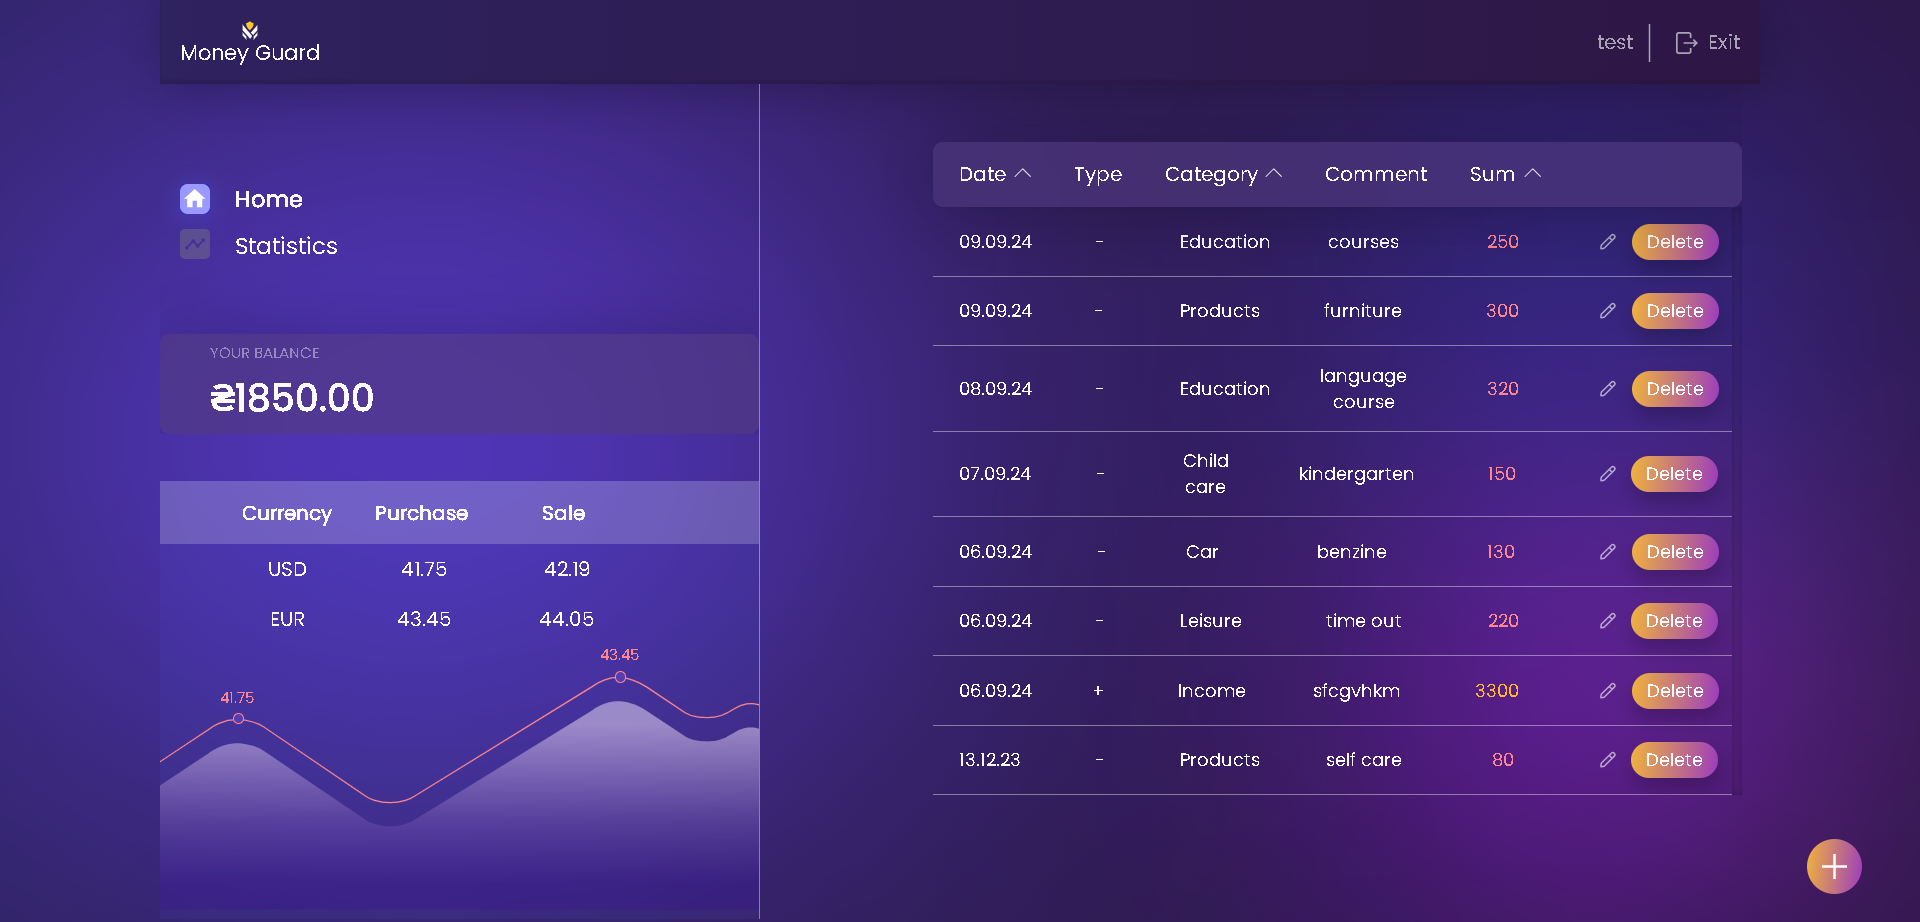 Money Guard
test
Exit
Home
Statistics
YOUR BALANCE
₴1850.00
Currency Purchase Sale
USD 41.75 42.19
EUR 43.45 44.05
43.45
41.75
Date Type Category Comment Sum
09.09.24 - Education courses 250 Delete
09.09.24 - Products furniture 300 Delete
08.09.24 - Education language course 320 Delete
07.09.24 - Child care kindergarten 150 Delete
06.09.24 - Car benzine 130 Delete
06.09.24 - Leisure time out 220 Delete
06.09.24 + Income sfcgvhkm 3300 Delete
13.12.23 - Products self care 80 Delete